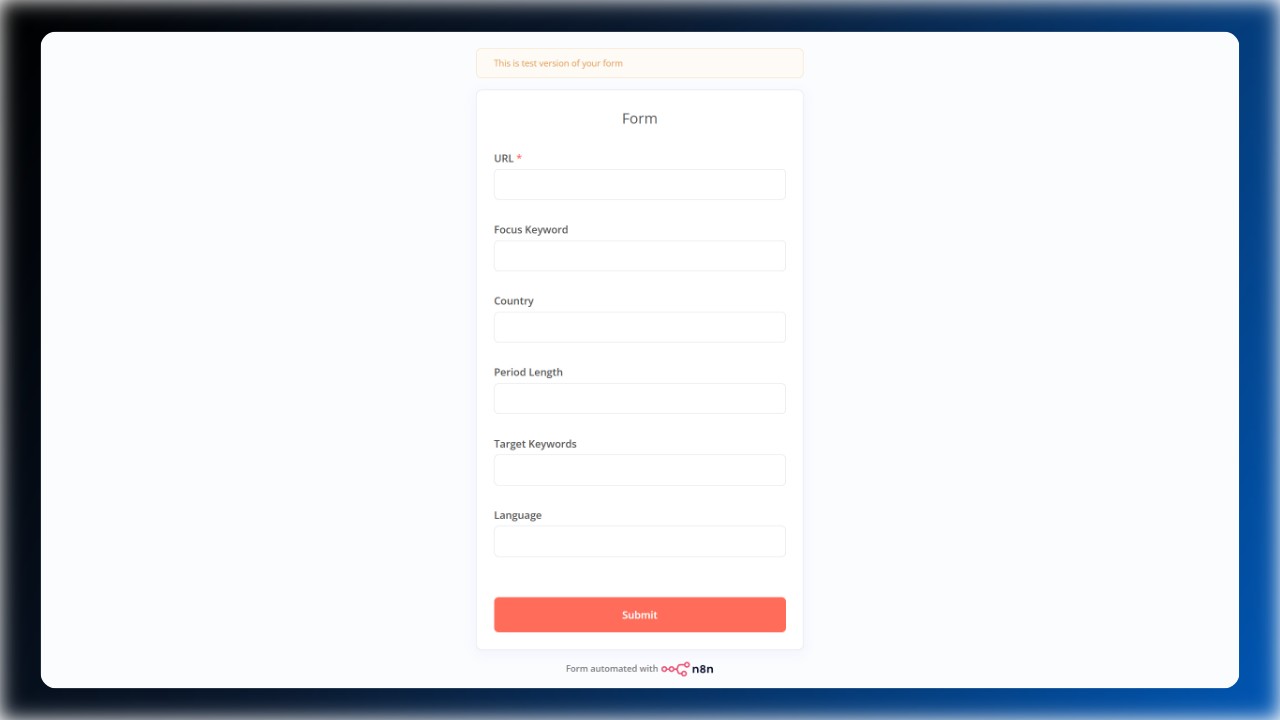 This is test version of your form
Form
URL *
Focus Keyword
Country
Period Length
Target Keywords
Language
Submit
Form automated with n8n